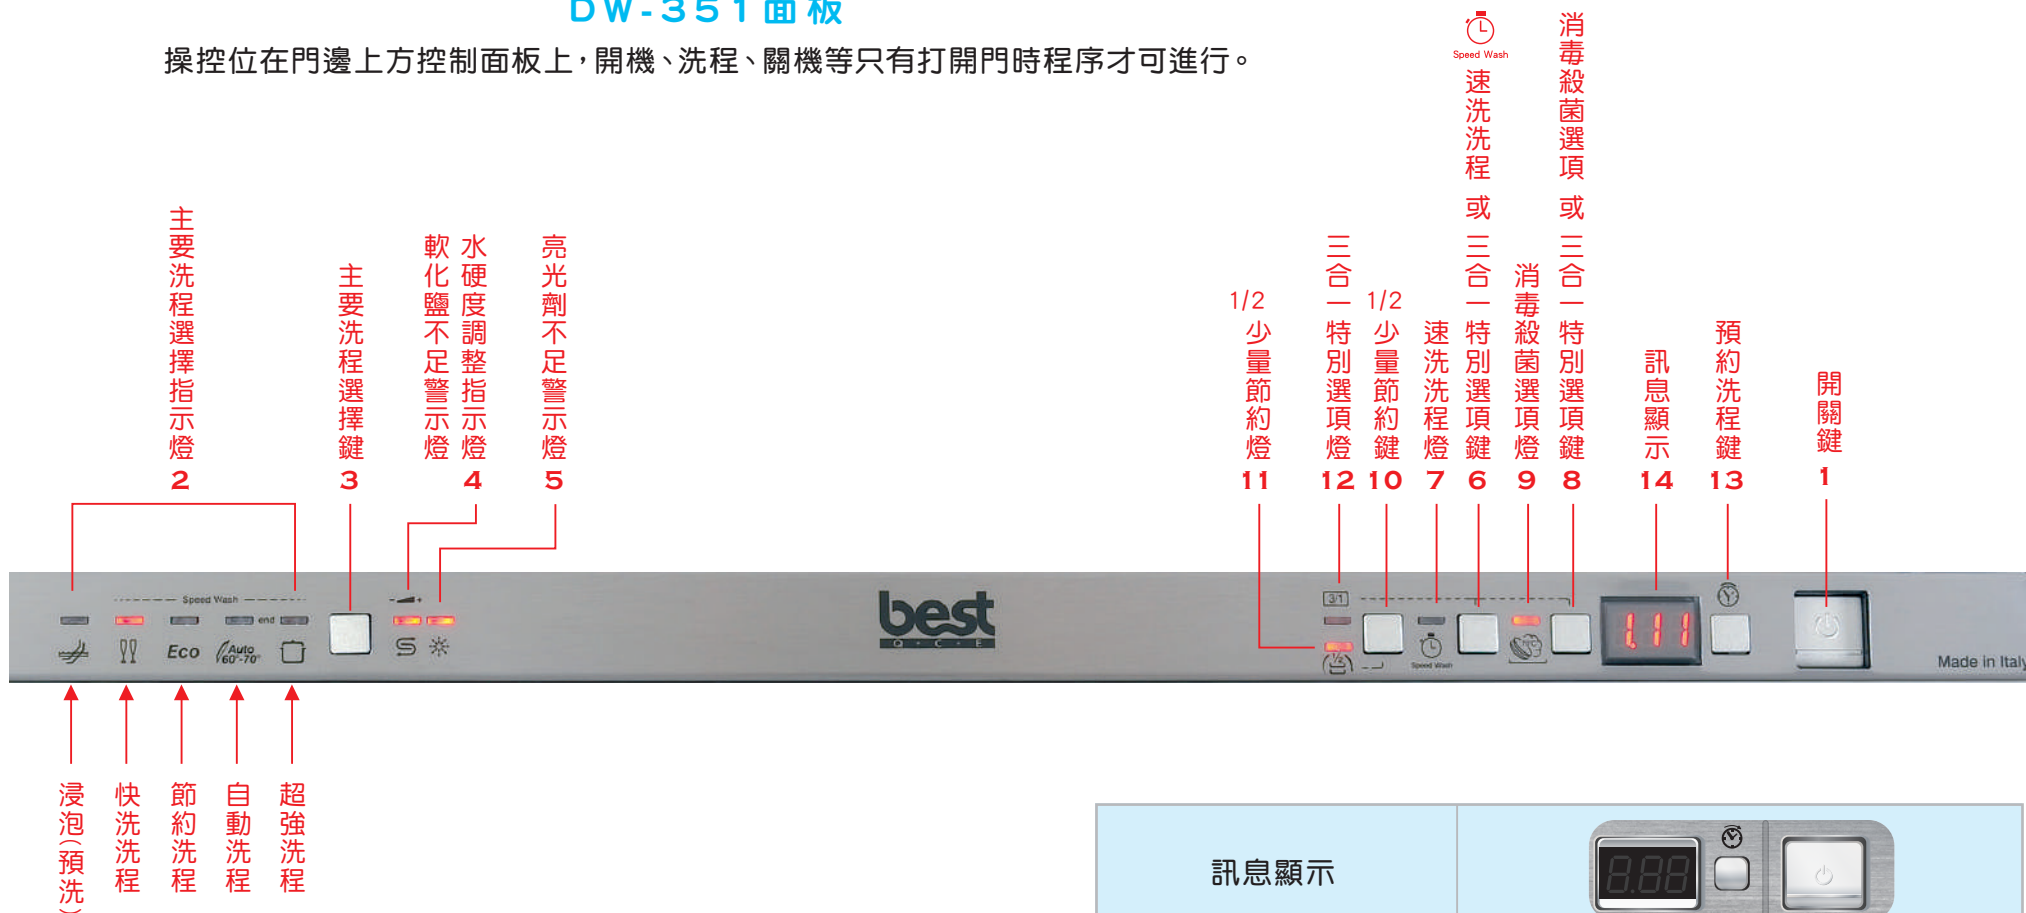 DW-351面板
操控位在門邊上方控制面板上，開機、洗程、關機等只有打開門時程序才可進行。
主要洗程選擇指示燈
2
主要洗程選擇鍵
3
水硬度調整指示燈
軟化鹽不足警示燈
4
亮光劑不足警示燈
5
1/2少量節約燈
11
三合一特別選項燈
12
1/2少量節約鍵
10
速洗洗程燈
7
Speed Wash
速洗洗程 或 三合一特別選項鍵
6
消毒殺菌選項燈
9
消毒殺菌選項 或 三合一特別選項鍵
8
訊息顯示
14
預約洗程鍵
13
開關鍵
1
Speed Wash
end
- +
Eco
Auto
60°-70°
best
Q·C·E
3/1
1/2
Speed Wash
1.11
Made in Italy
浸泡(預洗)
快洗洗程
節約洗程
自動洗程
超強洗程
訊息顯示
8.88